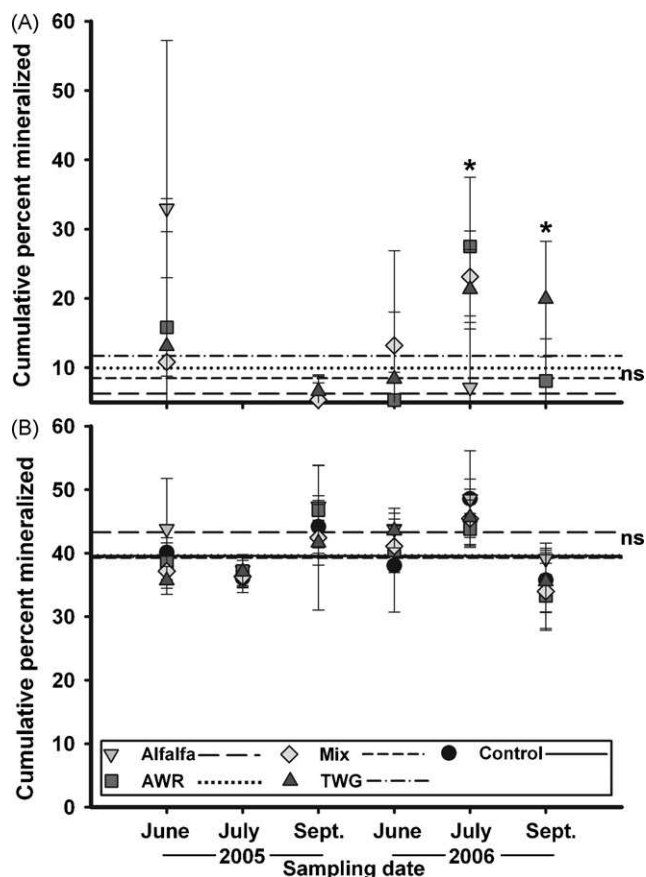 (A)
60
50
40
30
20
10
Cumulative percent mineralized
*
*
ns
(B)
60
50
40
30
20
10
0
Cumulative percent mineralized
ns
Alfalfa Mix Control
AWR TWG
June July Sept. June July Sept.
2005 2006
Sampling date